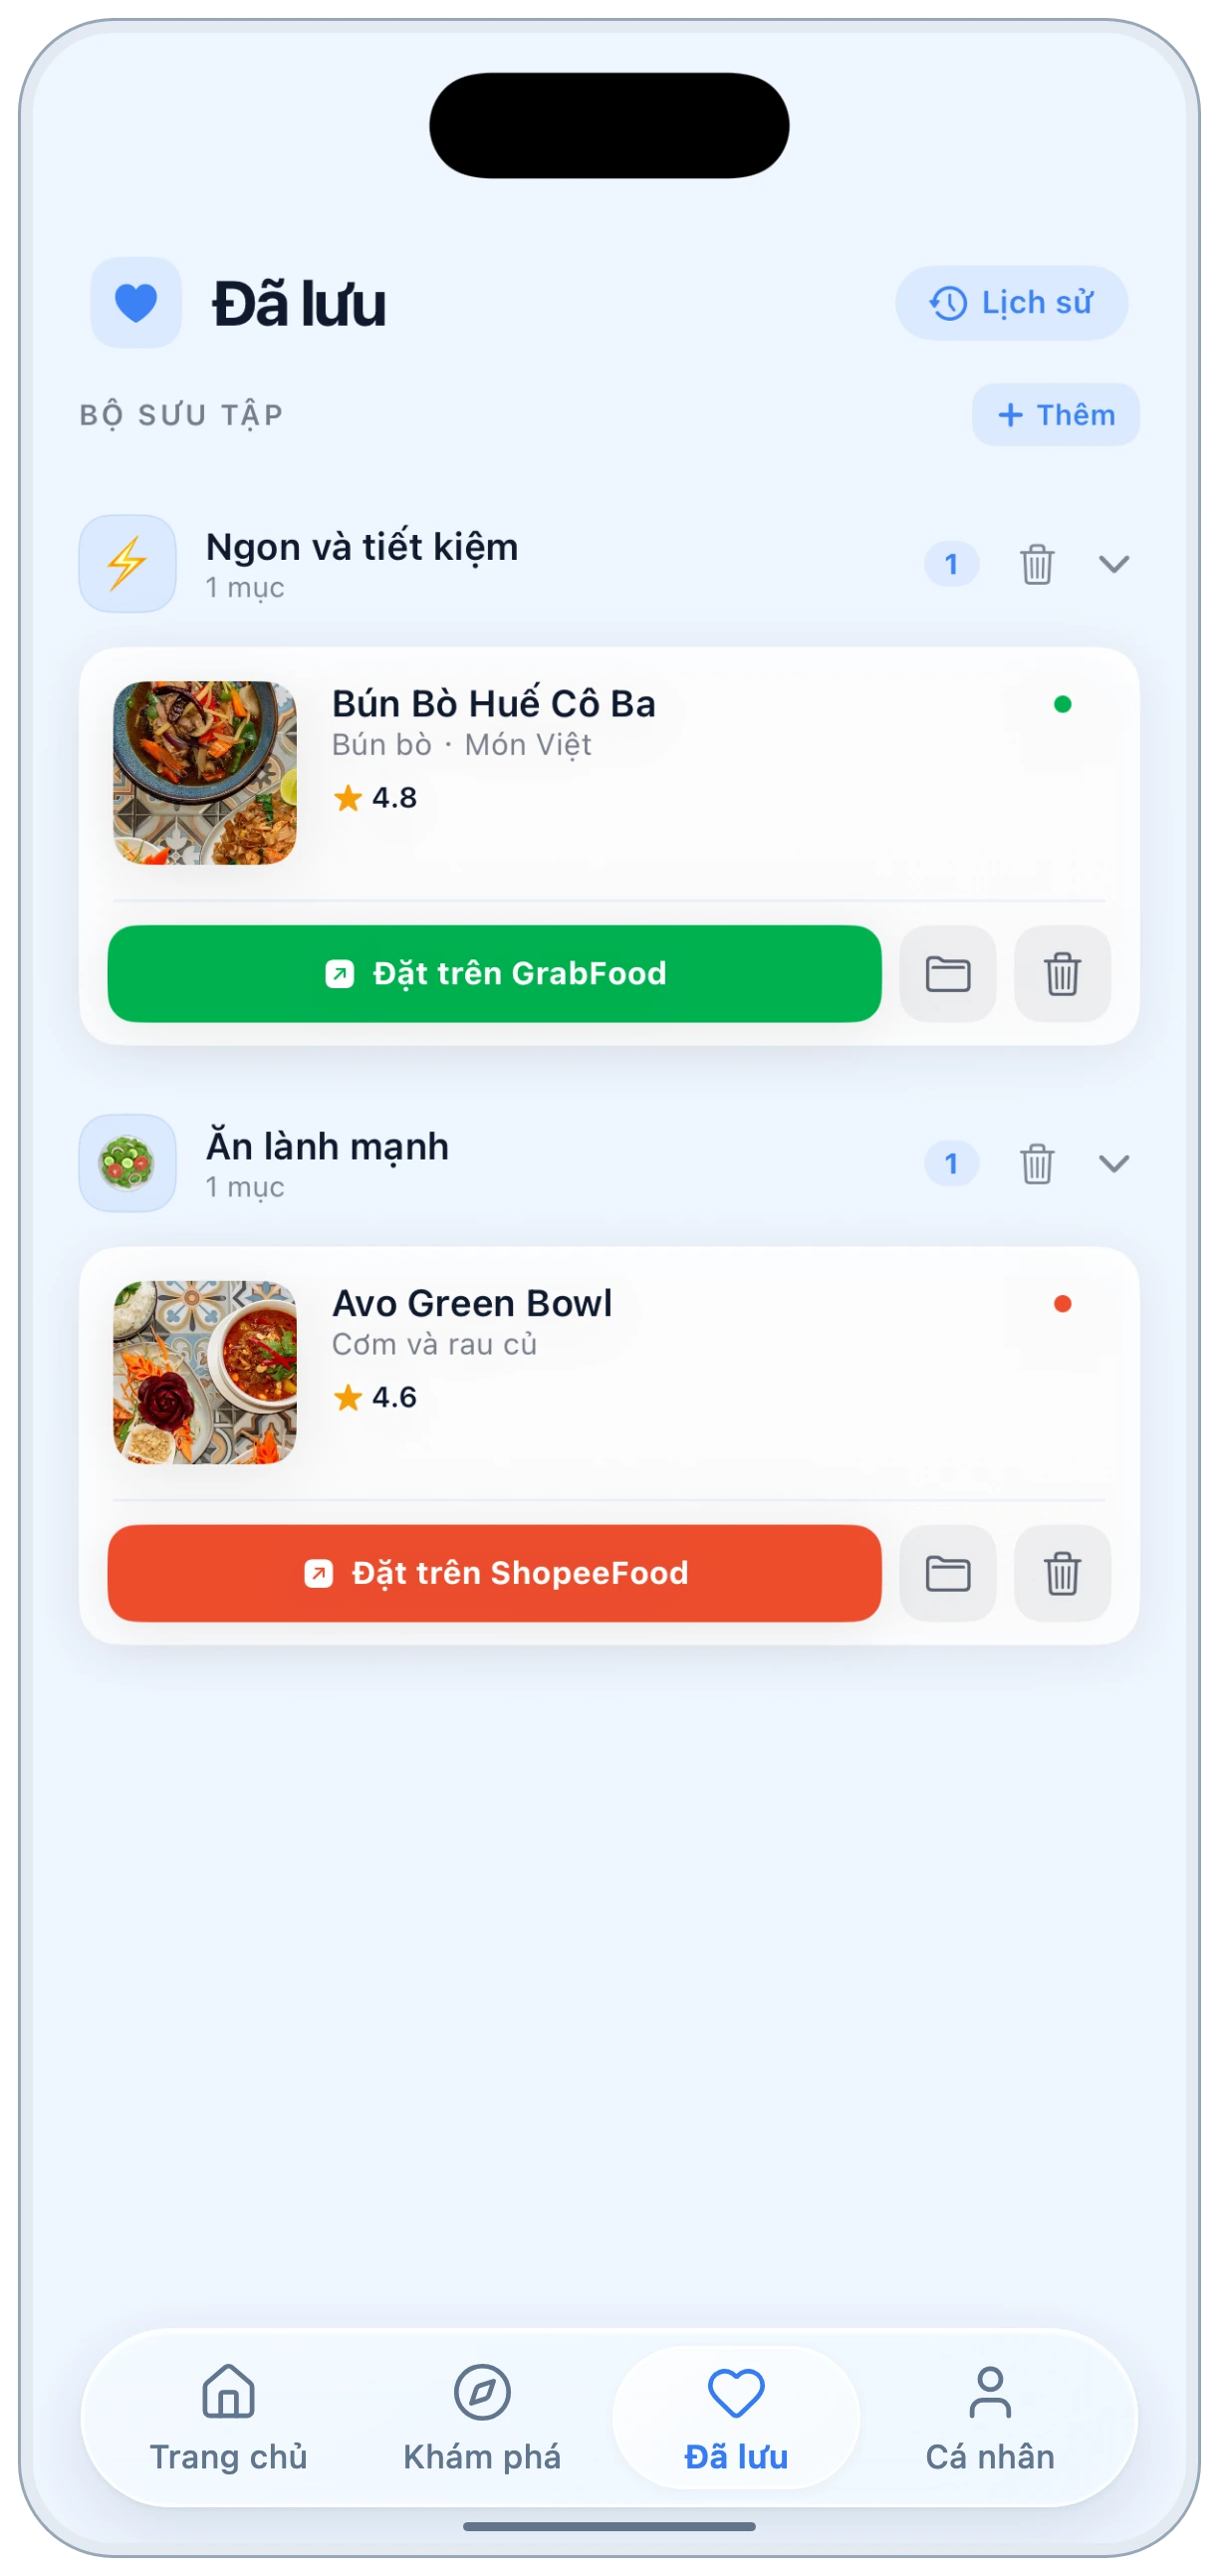 Đã lưu
Lịch sử
BỘ SƯU TẬP
Thêm
Ngon và tiết kiệm
1 mục
1
Bún Bò Huế Cô Ba
Bún bò · Món Việt
4.8
Đặt trên GrabFood
Ăn lành mạnh
1 mục
1
Avo Green Bowl
Cơm và rau củ
4.6
Đặt trên ShopeeFood
Trang chủ
Khám phá
Đã lưu
Cá nhân